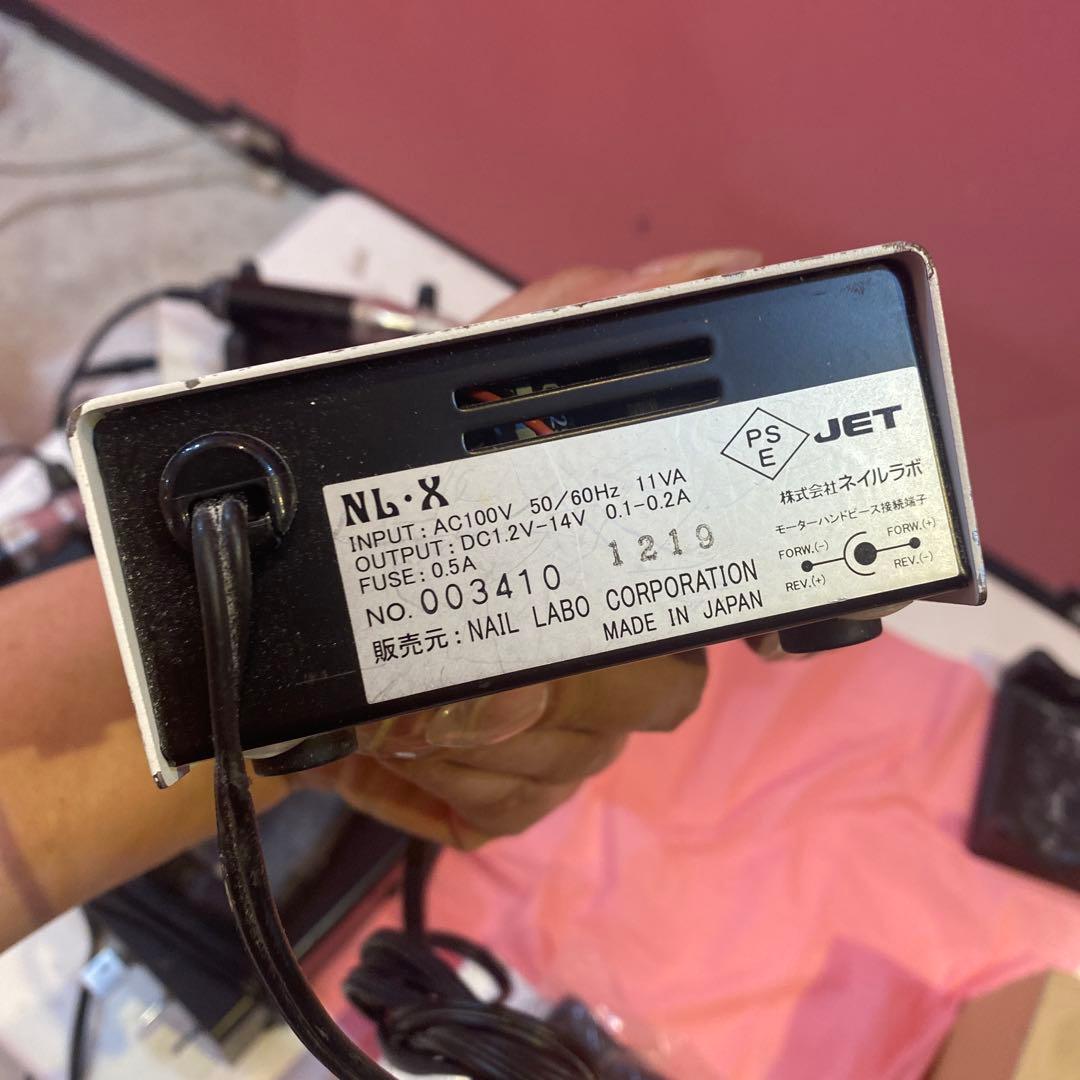 NL・X
INPUT : AC100V 50/60Hz 11VA
OUTPUT : DC1.2V-14V 0.1-0.2A
FUSE : 0.5A
NO. 003410
1219
販売元 : NAIL LABO CORPORATION
MADE IN JAPAN
PS
E
JET
株式会社ネイルラボ
モーターハンドピース接続端子
FORW.(-)
FORW.(+)
REV.(+)
REV.(-)